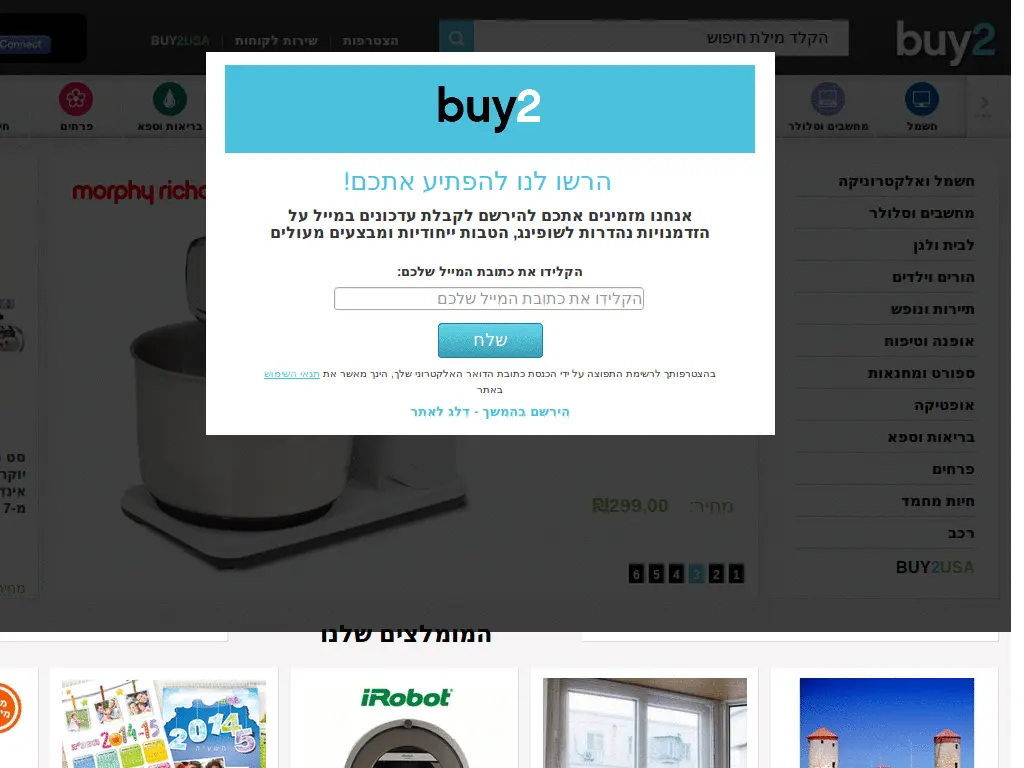 buy2
הקלד מילת חיפוש
הצטרפות
שירות לקוחות
BUY2USA
Connect
חשמל
מחשבים וסלולר
בריאות וספא
פרחים
buy2
הרשו לנו להפתיע אתכם!
אנחנו מזמינים אתכם להירשם לקבלת עדכונים במייל על
הזדמנויות נהדרות לשופינג, הטבות ייחודיות ומבצעים מעולים
הקלידו את כתובת המייל שלכם:
הקלידו את כתובת המייל שלכם
שלח
בהצטרפותך לרשימת התפוצה על ידי הכנסת כתובת הדואר האלקטרוני שלך, הינך מאשר את תנאי השימוש
באתר
הירשם בהמשך - דלג לאתר
חשמל ואלקטרוניקה
מחשבים וסלולר
לבית ולגן
הורים וילדים
תיירות ונופש
אופנה וטיפוח
ספורט ומחנאות
אופטיקה
בריאות וספא
פרחים
חיות מחמד
רכב
BUY2USA
morphy
סט
מ-7
מחיר: ₪299.00
1 2 3 4 5 6
המומלצים שלנו
2014-15
2014
5
iRobot